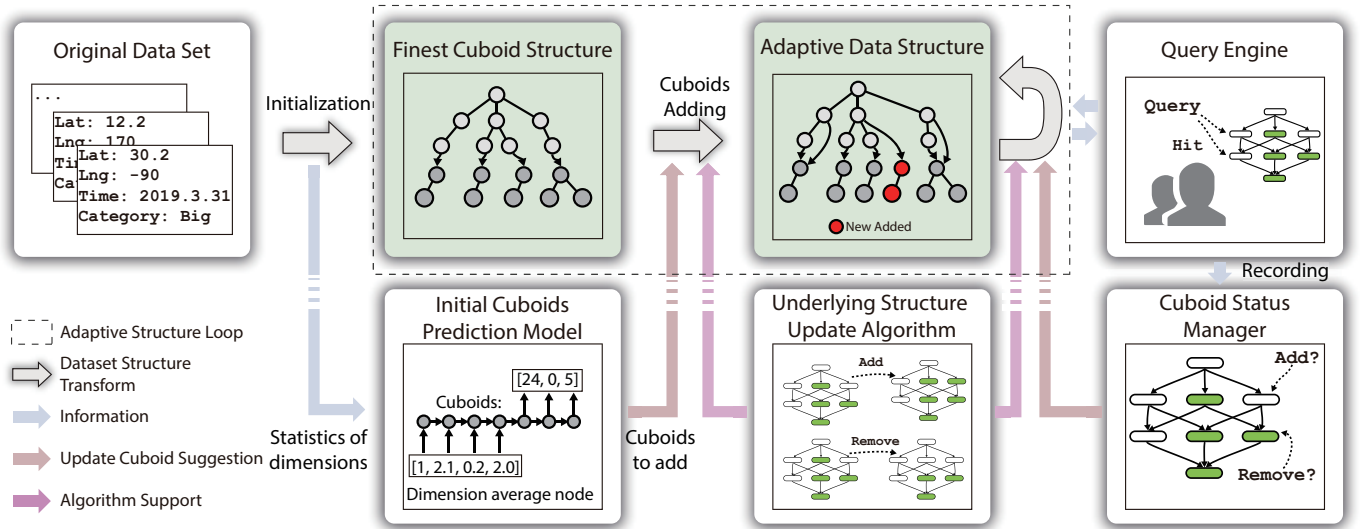 Original Data Set
...
Lat: 12.2
Lng: 170
Lat: 30.2
Lng: -90
Time: 2019.3.31
Category: Big
Initialization
Finest Cuboid Structure
Cuboids
Adding
Adaptive Data Structure
New Added
Query Engine
Query
Hit
Recording
Adaptive Structure Loop
Dataset Structure
Transform
Information
Update Cuboid Suggestion
Algorithm Support
Statistics of
dimensions
Initial Cuboids
Prediction Model
[24, 0, 5]
Cuboids:
[1, 2.1, 0.2, 2.0]
Dimension average node
Cuboids
to add
Underlying Structure
Update Algorithm
Add
Remove
Cuboid Status
Manager
Add?
Remove?